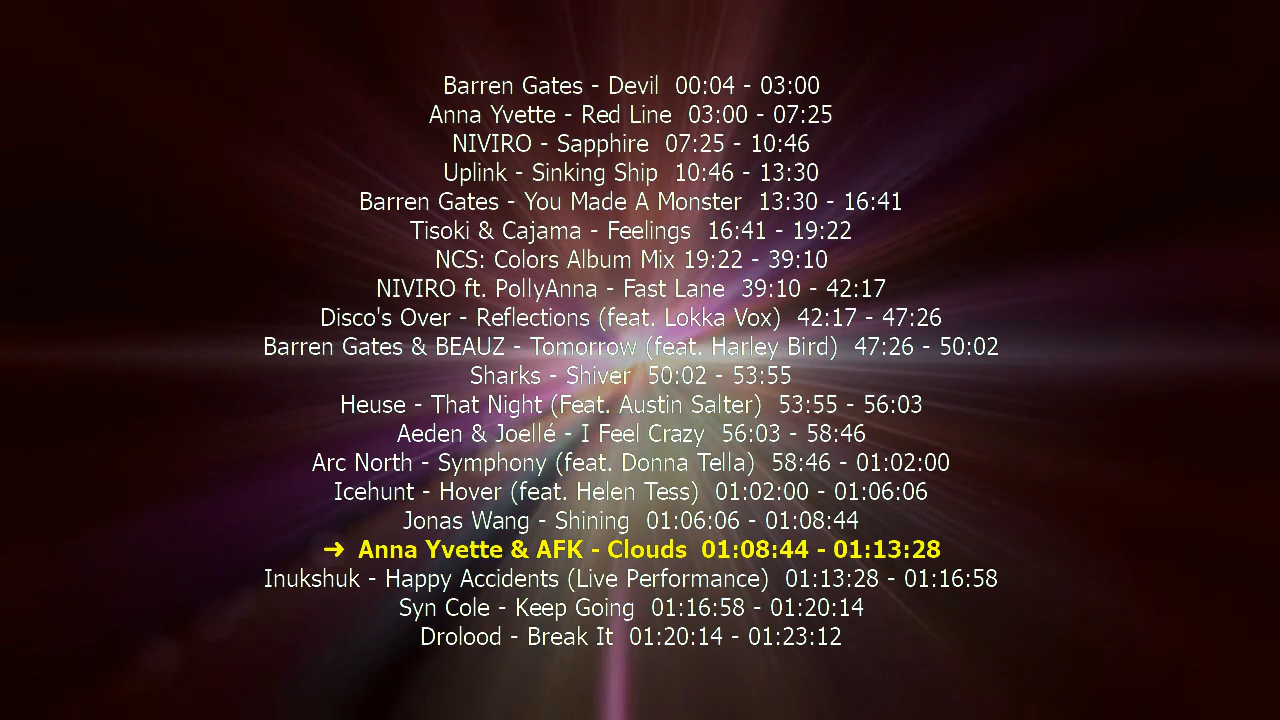 Barren Gates - Devil 00:04 - 03:00
Anna Yvette - Red Line 03:00 - 07:25
NIVIRO - Sapphire 07:25 - 10:46
Uplink - Sinking Ship 10:46 - 13:30
Barren Gates - You Made A Monster 13:30 - 16:41
Tisoki & Cajama - Feelings 16:41 - 19:22
NCS: Colors Album Mix 19:22 - 39:10
NIVIRO ft. PollyAnna - Fast Lane 39:10 - 42:17
Disco's Over - Reflections (feat. Lokka Vox) 42:17 - 47:26
Barren Gates & BEAUZ - Tomorrow (feat. Harley Bird) 47:26 - 50:02
Sharks - Shiver 50:02 - 53:55
Heuse - That Night (Feat. Austin Salter) 53:55 - 56:03
Aeden & Joellé - I Feel Crazy 56:03 - 58:46
Arc North - Symphony (feat. Donna Tella) 58:46 - 01:02:00
Icehunt - Hover (feat. Helen Tess) 01:02:00 - 01:06:06
Jonas Wang - Shining 01:06:06 - 01:08:44
➜ Anna Yvette & AFK - Clouds 01:08:44 - 01:13:28
Inukshuk - Happy Accidents (Live Performance) 01:13:28 - 01:16:58
Syn Cole - Keep Going 01:16:58 - 01:20:14
Drolood - Break It 01:20:14 - 01:23:12